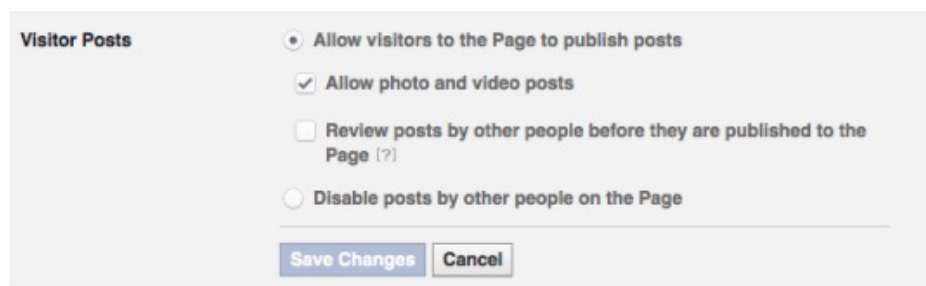 Visitor Posts
Allow visitors to the Page to publish posts
Allow photo and video posts
Review posts by other people before they are published to the
Page [?]
Disable posts by other people on the Page
Save Changes
Cancel